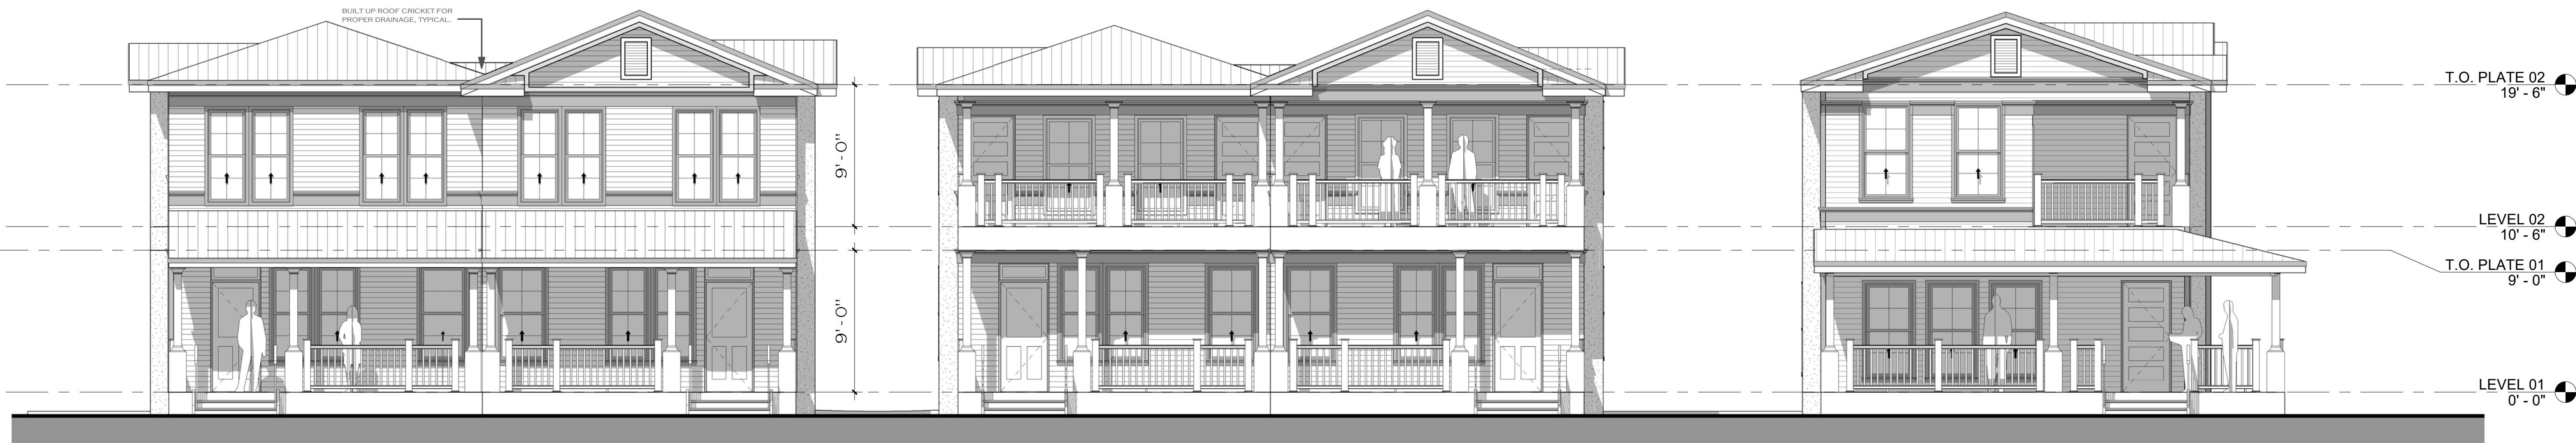 BUILT UP ROOF CRICKET FOR
PROPER DRAINAGE, TYPICAL.
9' - 0"
9' - 0"
T.O. PLATE 02
19' - 6"
LEVEL 02
10' - 6"
T.O. PLATE 01
9' - 0"
LEVEL 01
0' - 0"